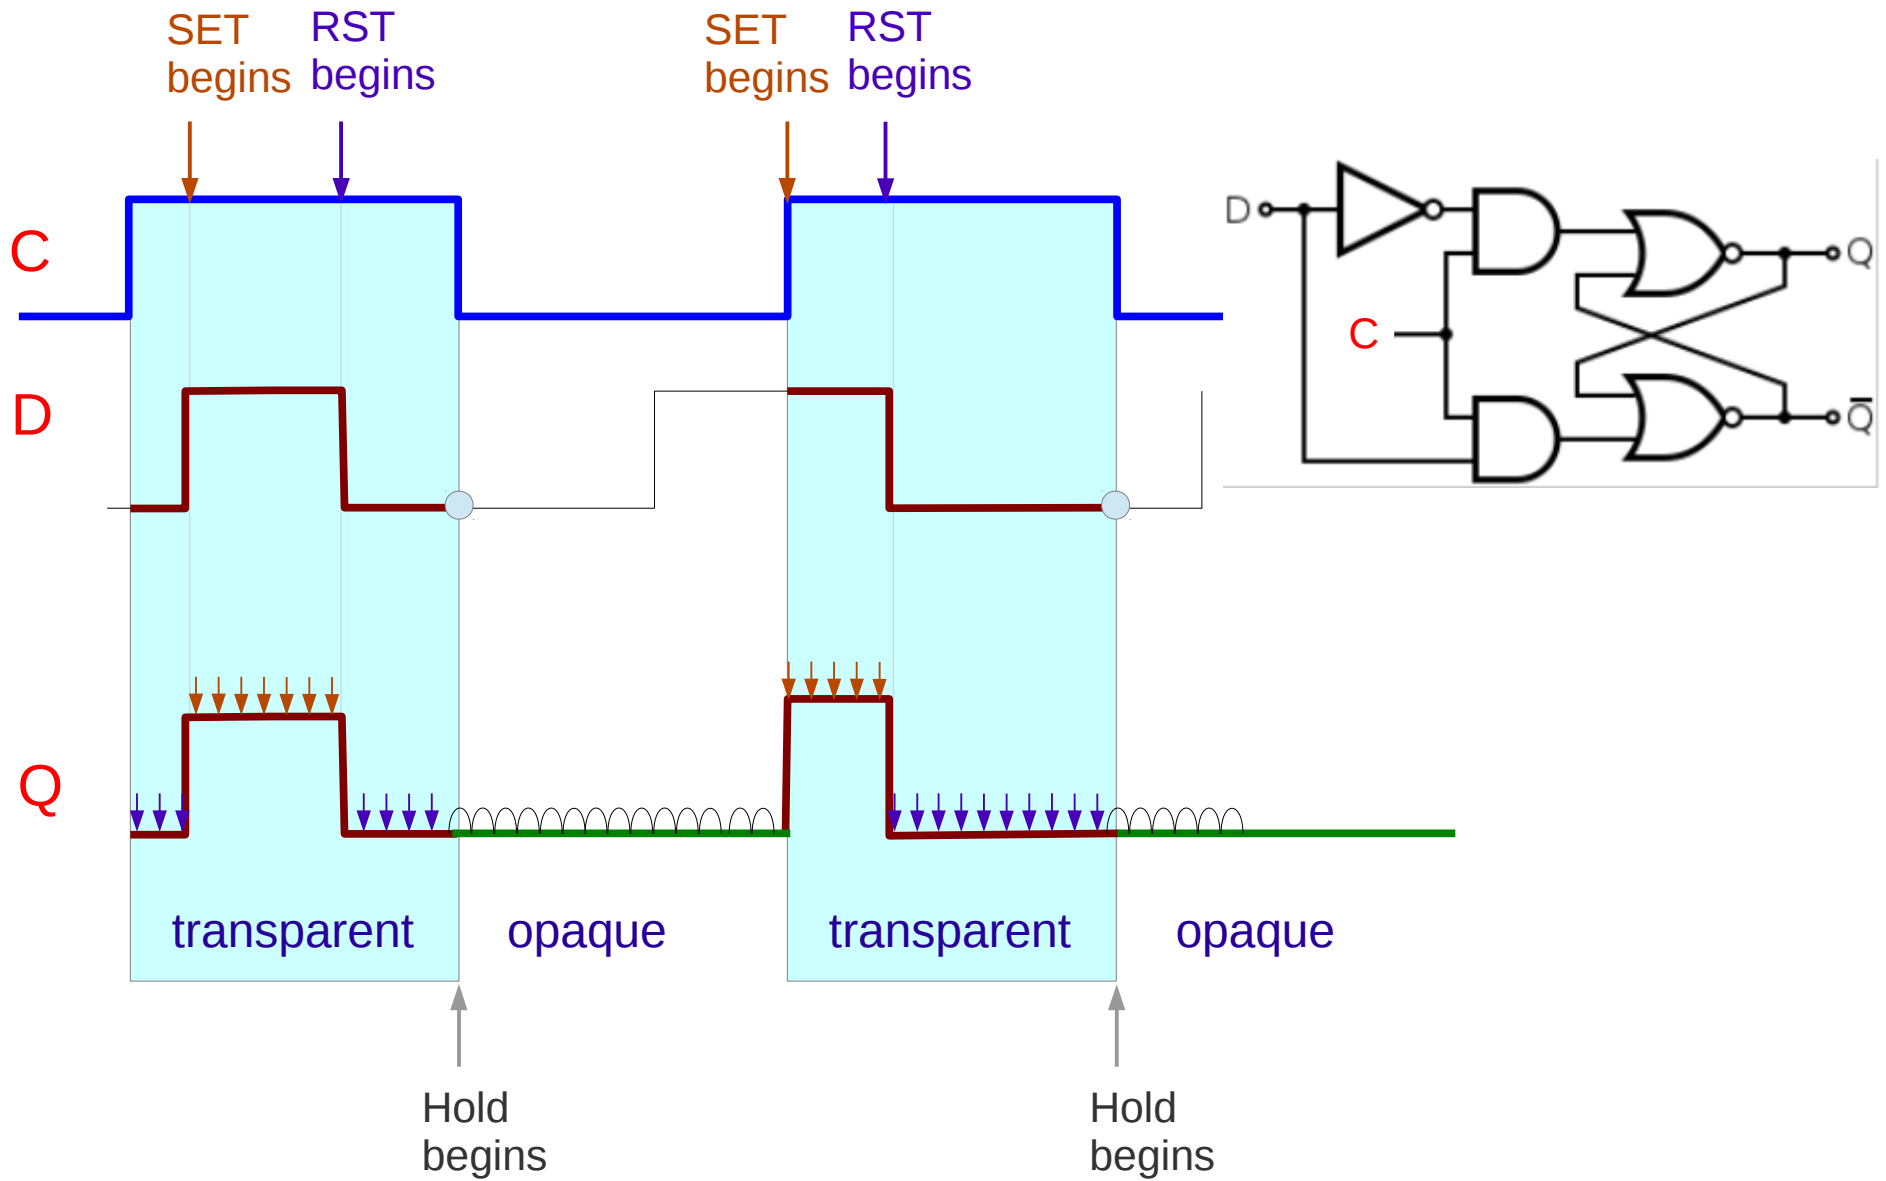 SET
begins
RST
begins
SET
begins
RST
begins
C
D
Q
D
C
Q
Q̅
transparent
opaque
transparent
opaque
Hold
begins
Hold
begins